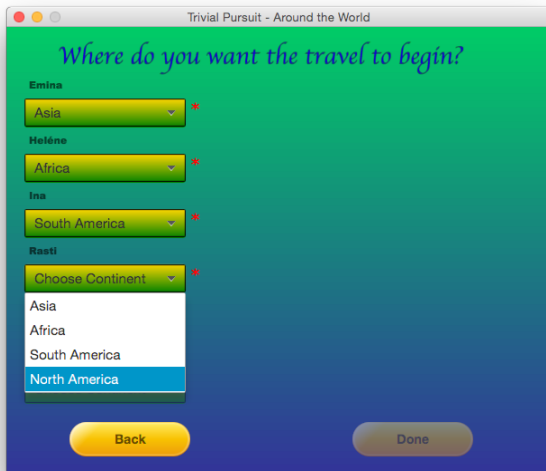 Trivial Pursuit - Around the World
Where do you want the travel to begin?
Emina
Asia *
Heléne
Africa *
Ina
South America *
Rasti
Choose Continent *
Asia
Africa
South America
North America
Back
Done